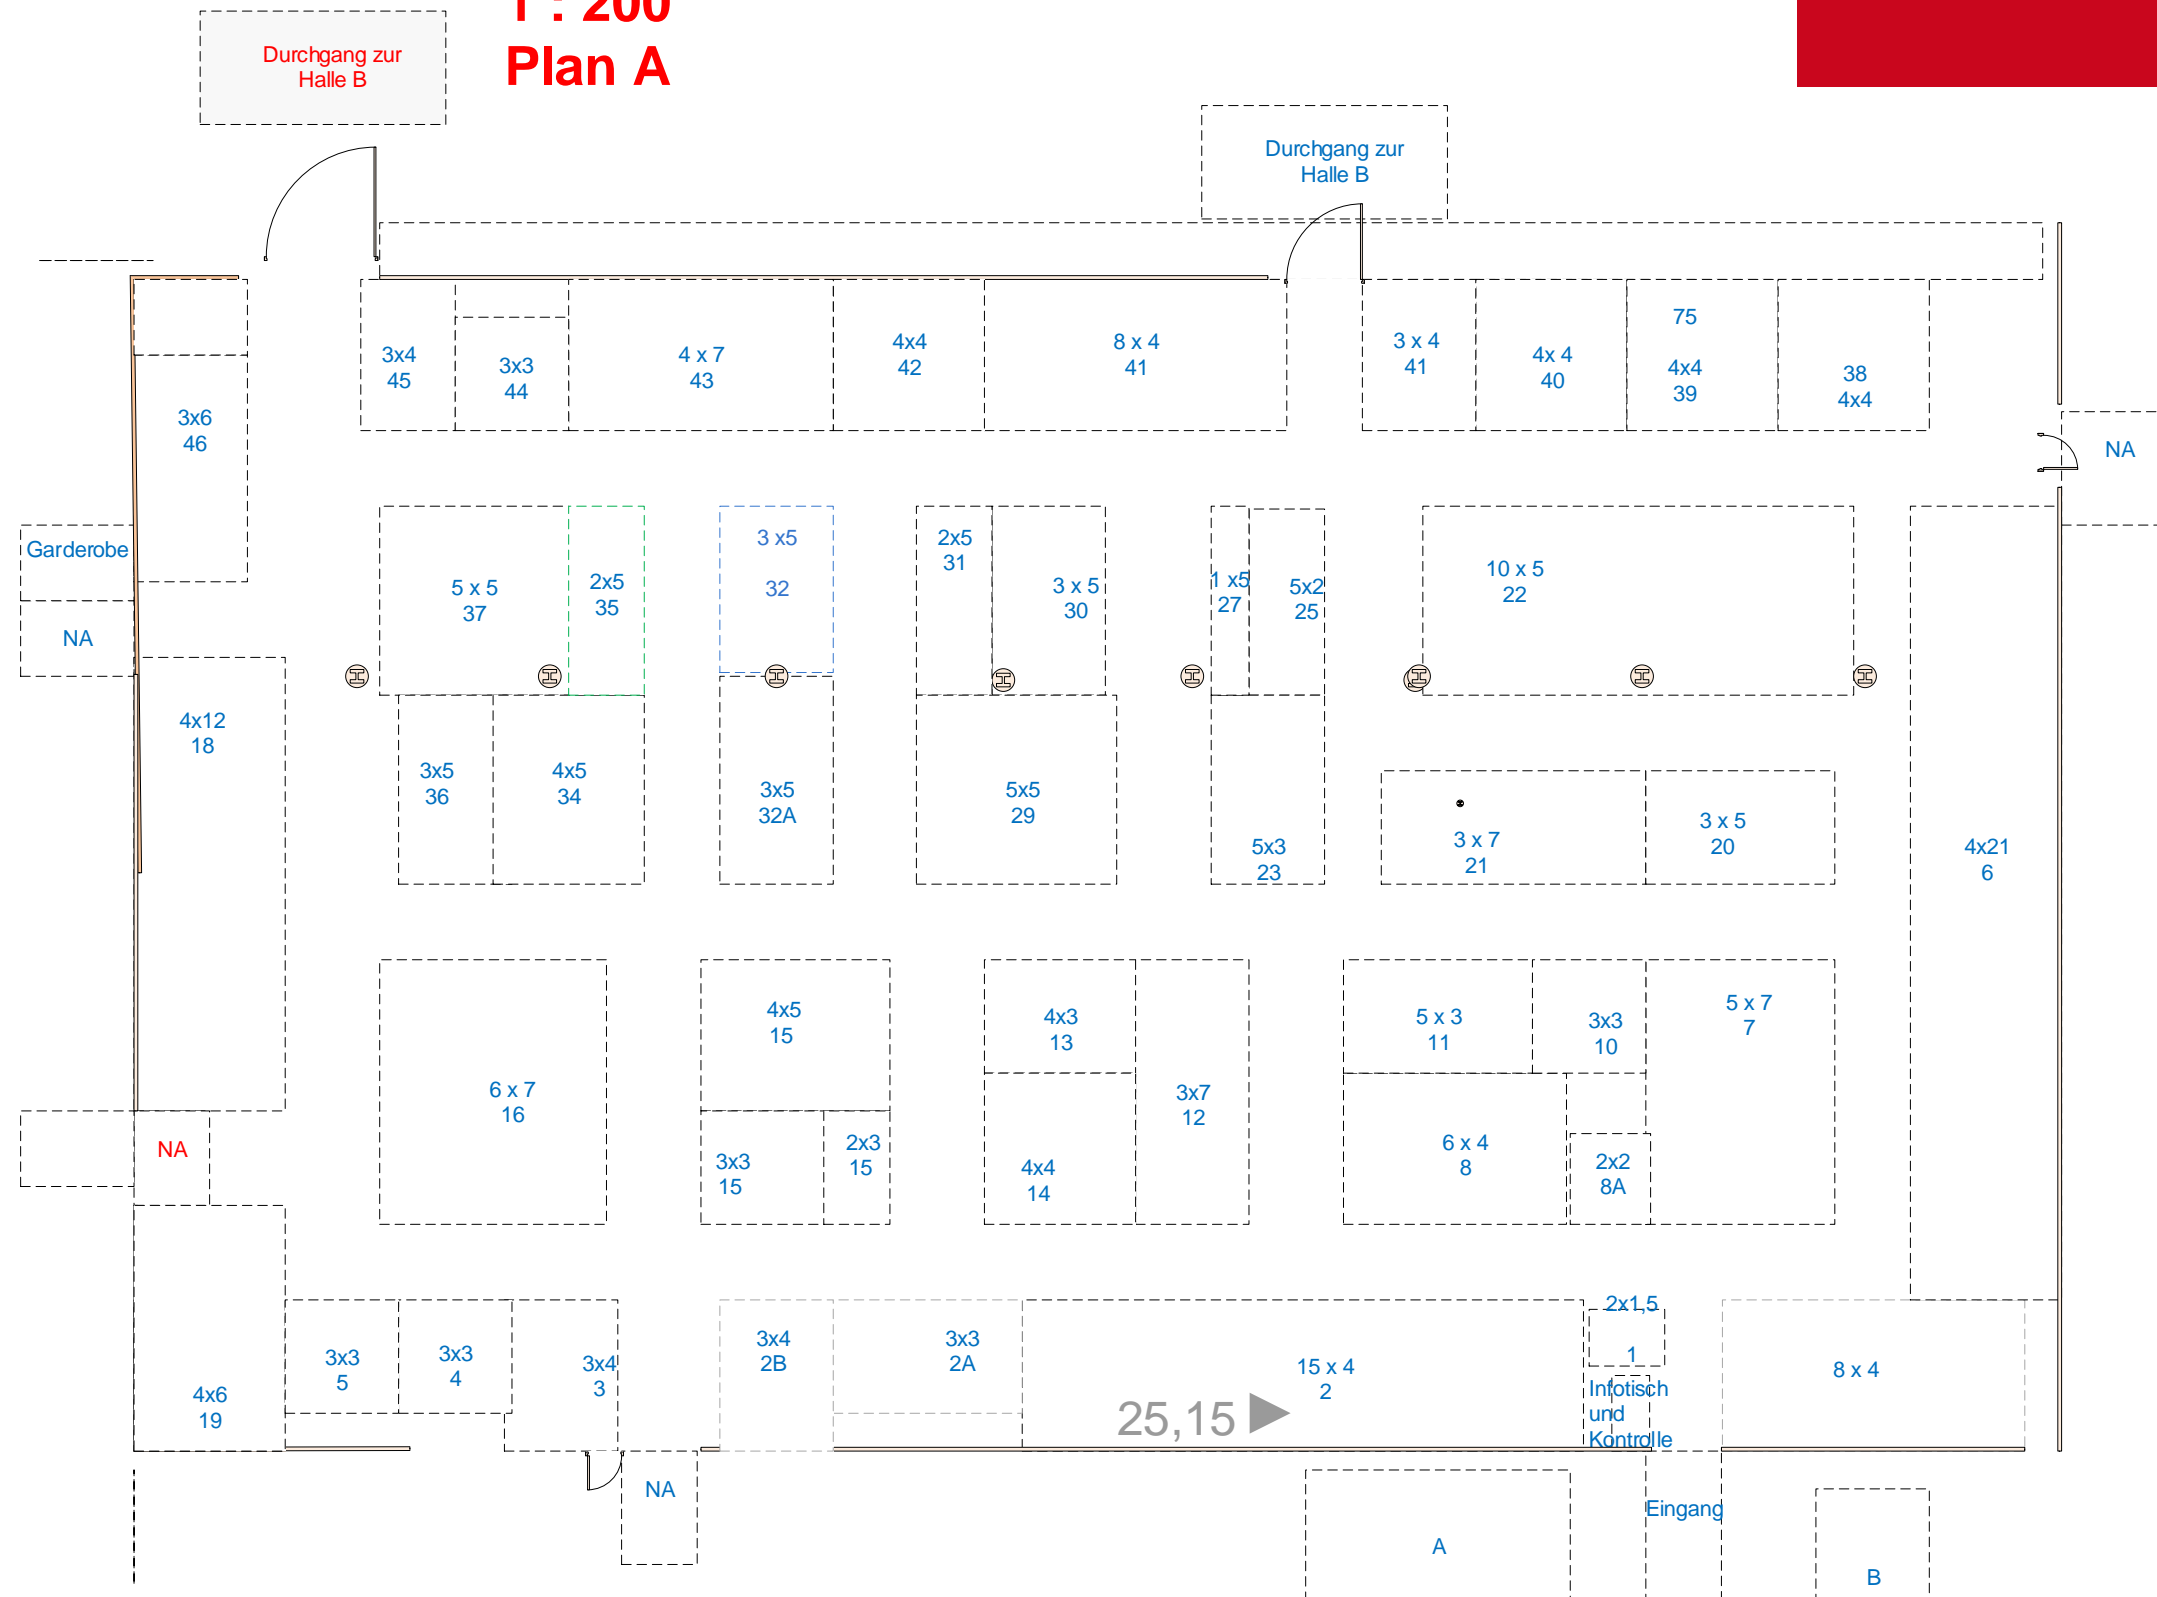 1 : 200
Plan A
Durchgang zur
Halle B
Durchgang zur
Halle B
3x4
45
3x3
44
4 x 7
43
4x4
42
8 x 4
41
3 x 4
41
4x 4
40
75
4x4
39
38
4x4
3x6
46
NA
Garderobe
NA
5 x 5
37
2x5
35
3 x5
32
2x5
31
3 x 5
30
1 x5
27
5x2
25
10 x 5
22
4x12
18
3x5
36
4x5
34
3x5
32A
5x5
29
5x3
23
3 x 7
21
3 x 5
20
4x21
6
6 x 7
16
4x5
15
3x3
15
2x3
15
4x3
13
4x4
14
3x7
12
5 x 3
11
3x3
10
5 x 7
7
6 x 4
8
2x2
8A
NA
4x6
19
3x3
5
3x3
4
3x4
3
3x4
2B
3x3
2A
15 x 4
2
25,15
2x1,5
1
Infotisch
und
Kontrolle
8 x 4
NA
Eingang
A
B